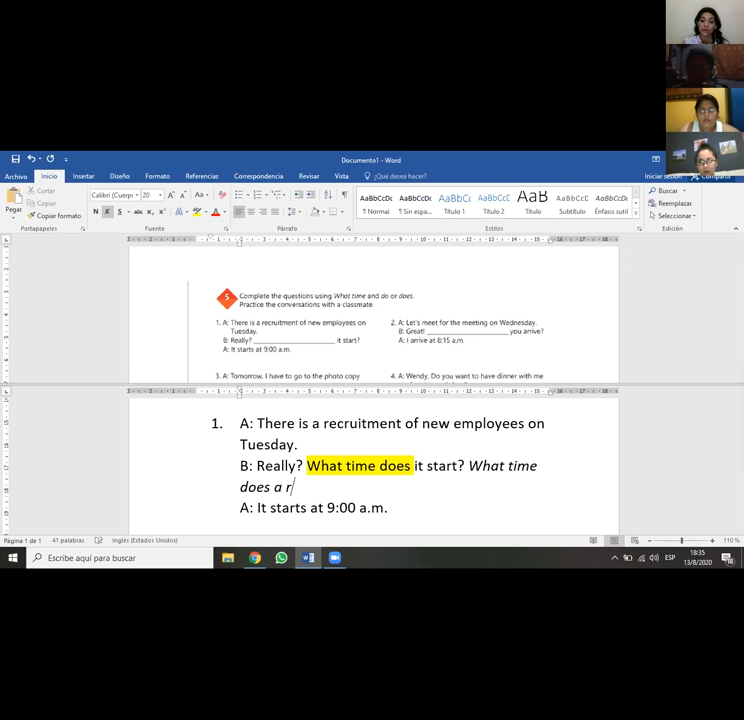 Documento1 - Word
Archivo Inicio Insertar Diseño Formato Referencias Correspondencia Revisar Vista ¿Qué desea hacer? Iniciar sesión Compartir
Pegar
Cortar
Copiar
Copiar formato
Calibri (Cuerp 20
N K S abc x₂ x²
AaBbCcDc AaBbCcDc AaBbCc AaBbCcC AaB AaBbCcC AaBbCcDc
¶ Normal ¶ Sin espa... Título 1 Título 2 Título Subtítulo Énfasis sutil
Buscar
Reemplazar
Seleccionar
Portapapeles Fuente Párrafo Estilos Edición
5 Complete the questions using What time and do or does.
Practice the conversations with a classmate.
1. A: There is a recruitment of new employees on
Tuesday.
B: Really? ____________________ it start?
A: It starts at 9:00 a.m.
2. A: Let's meet for the meeting on Wednesday.
B: Great! ____________________ you arrive?
A: I arrive at 8:15 a.m.
3. A: Tomorrow, I have to go to the photo copy
4. A: Wendy, Do you want to have dinner with me
1. A: There is a recruitment of new employees on
Tuesday.
B: Really? What time does it start? What time
does a r
A: It starts at 9:00 a.m.
Página 1 de 1 41 palabras Inglés (Estados Unidos) 110 %
Escribe aquí para buscar
ESP
18:35
13/8/2020
18